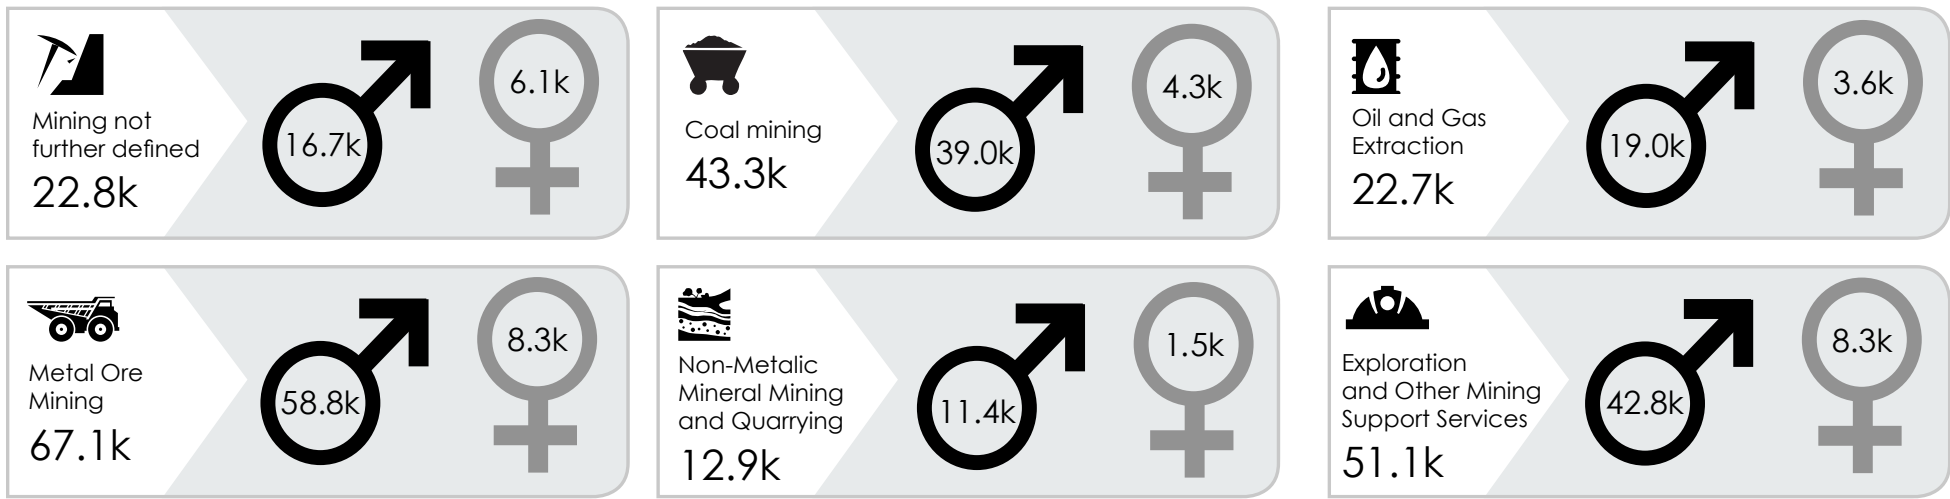 Mining not
further defined
22.8k
16.7k
6.1k
Coal mining
43.3k
39.0k
4.3k
Oil and Gas
Extraction
22.7k
19.0k
3.6k
Metal Ore
Mining
67.1k
58.8k
8.3k
Non-Metalic
Mineral Mining
and Quarrying
12.9k
11.4k
1.5k
Exploration
and Other Mining
Support Services
51.1k
42.8k
8.3k